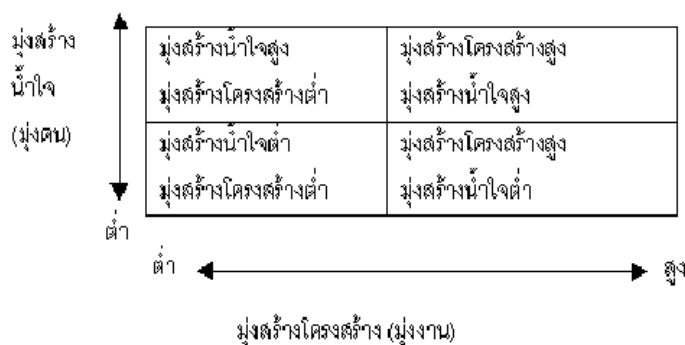 มุ่งสร้าง
น้ำใจ
(มุ่งคน)
มุ่งสร้างน้ำใจสูง
มุ่งสร้างโครงสร้างต่ำ
มุ่งสร้างโครงสร้างสูง
มุ่งสร้างน้ำใจสูง
มุ่งสร้างน้ำใจต่ำ
มุ่งสร้างโครงสร้างต่ำ
มุ่งสร้างโครงสร้างสูง
มุ่งสร้างน้ำใจต่ำ
ต่ำ
ต่ำ
สูง
มุ่งสร้างโครงสร้าง (มุ่งงาน)